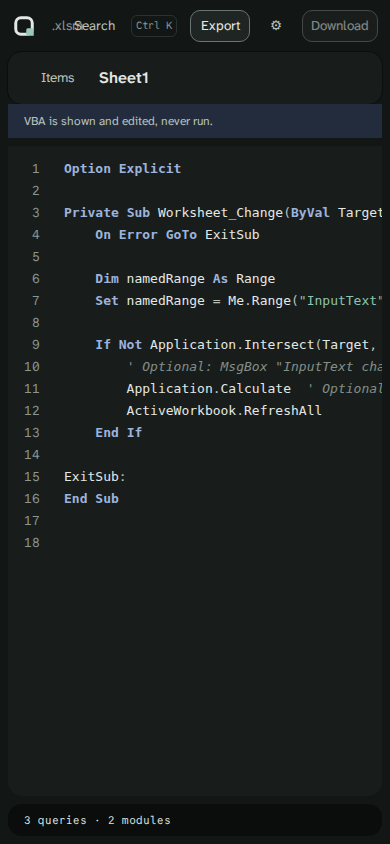 .xlsm Search Ctrl K Export ⚙ Download
Items Sheet1
VBA is shown and edited, never run.
1 Option Explicit
2
3 Private Sub Worksheet_Change(ByVal Target
4 On Error GoTo ExitSub
5
6 Dim namedRange As Range
7 Set namedRange = Me.Range("InputText"
8
9 If Not Application.Intersect(Target,
10 ' Optional: MsgBox "InputText cha
11 Application.Calculate ' Optional
12 ActiveWorkbook.RefreshAll
13 End If
14
15 ExitSub:
16 End Sub
17
18
3 queries · 2 modules